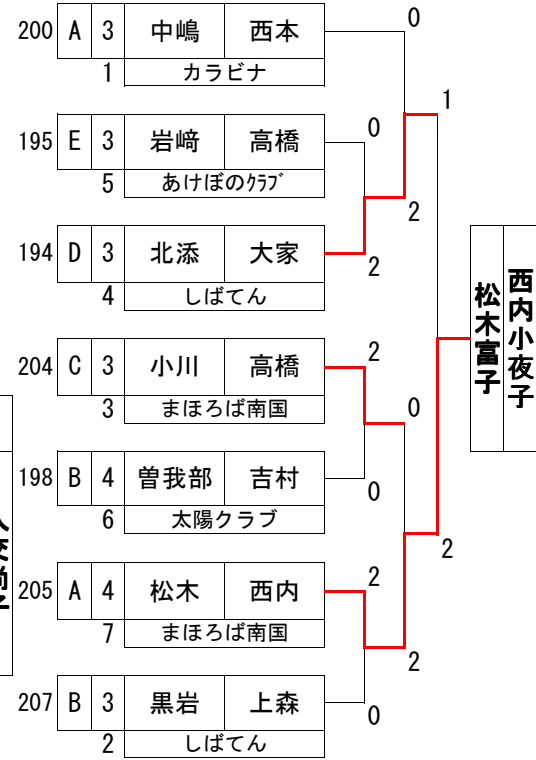 200 A 3 中嶋 西本
1 カラビナ
0
1
195 E 3 岩﨑 高橋
5 あけぼのｸﾗﾌﾞ
0
2
194 D 3 北添 大家
4 しばてん
2
204 C 3 小川 高橋
3 まほろば南国
2
0
198 B 4 曽我部 吉村
6 太陽クラブ
0
205 A 4 松木 西内
7 まほろば南国
2
2
2
207 B 3 黒岩 上森
2 しばてん
0
西内小夜子
松木富子